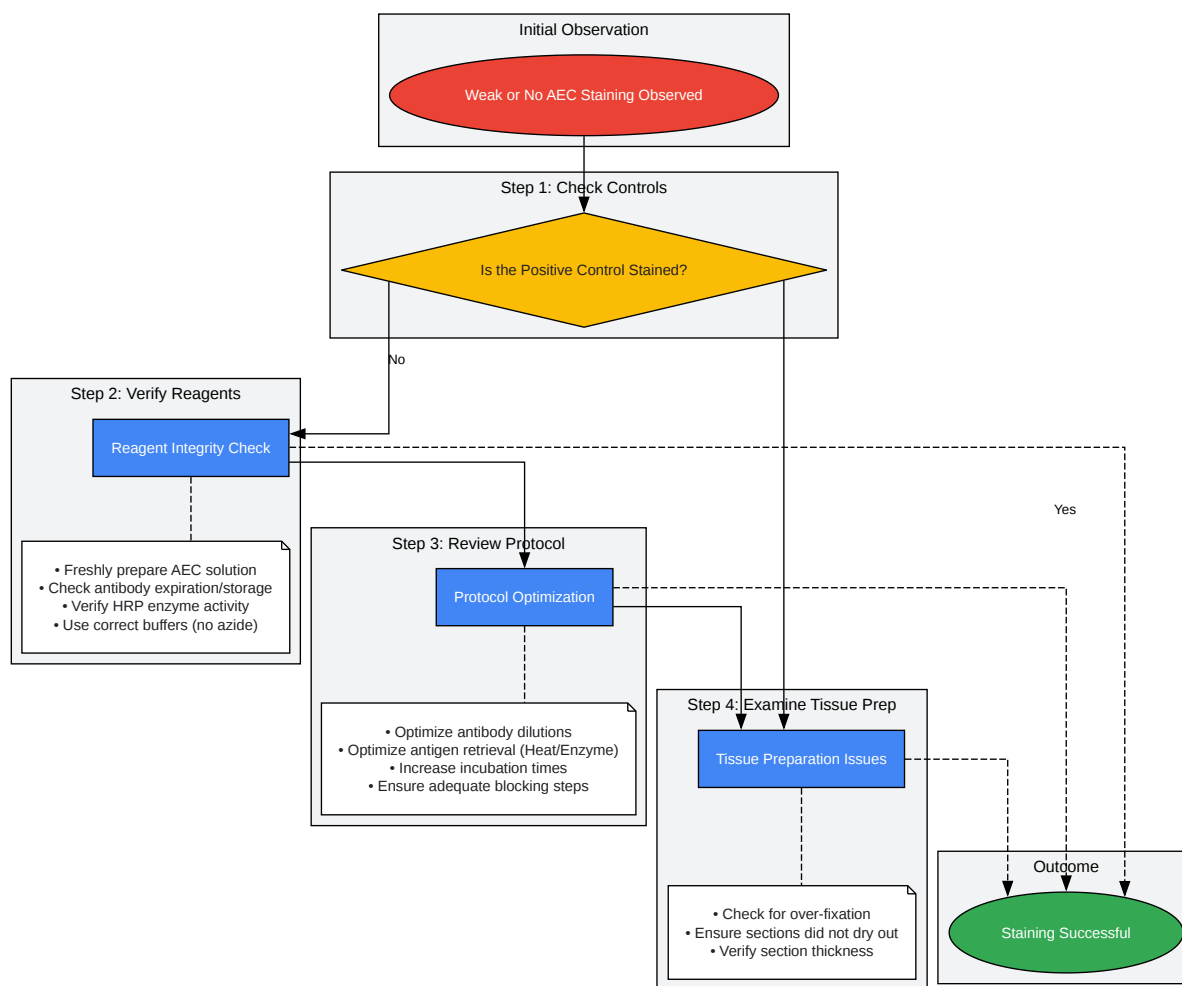 Initial Observation
Weak or No AEC Staining Observed
Step 1: Check Controls
Is the Positive Control Stained?
No
Step 2: Verify Reagents
Reagent Integrity Check
• Freshly prepare AEC solution
• Check antibody expiration/storage
• Verify HRP enzyme activity
• Use correct buffers (no azide)
Yes
Step 3: Review Protocol
Protocol Optimization
• Optimize antibody dilutions
• Optimize antigen retrieval (Heat/Enzyme)
• Increase incubation times
• Ensure adequate blocking steps
Step 4: Examine Tissue Prep
Tissue Preparation Issues
• Check for over-fixation
• Ensure sections did not dry out
• Verify section thickness
Outcome
Staining Successful